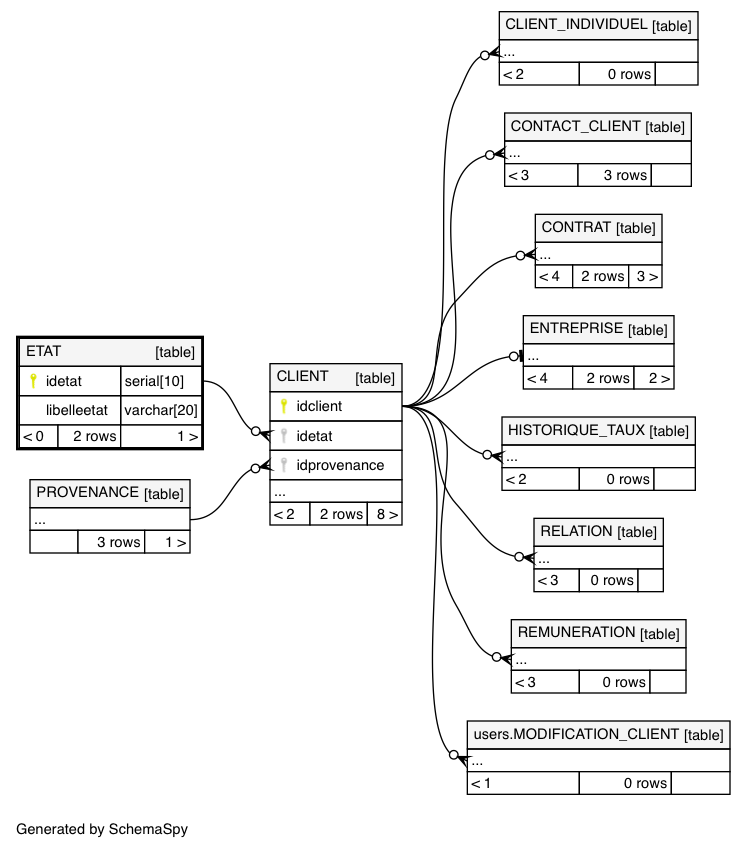 CLIENT_INDIVIDUEL [table]
...
< 2 0 rows
CONTACT_CLIENT [table]
...
< 3 3 rows
CONTRAT [table]
...
< 4 2 rows 3 >
ENTREPRISE [table]
...
< 4 2 rows 2 >
ETAT [table]
idetat serial[10]
libelleetat varchar[20]
< 0 2 rows 1 >
CLIENT [table]
idclient
idetat
idprovenance
...
< 2 2 rows 8 >
PROVENANCE [table]
...
3 rows 1 >
HISTORIQUE_TAUX [table]
...
< 2 0 rows
RELATION [table]
...
< 3 0 rows
REMUNERATION [table]
...
< 3 0 rows
users.MODIFICATION_CLIENT [table]
...
< 1 0 rows
Generated by SchemaSpy